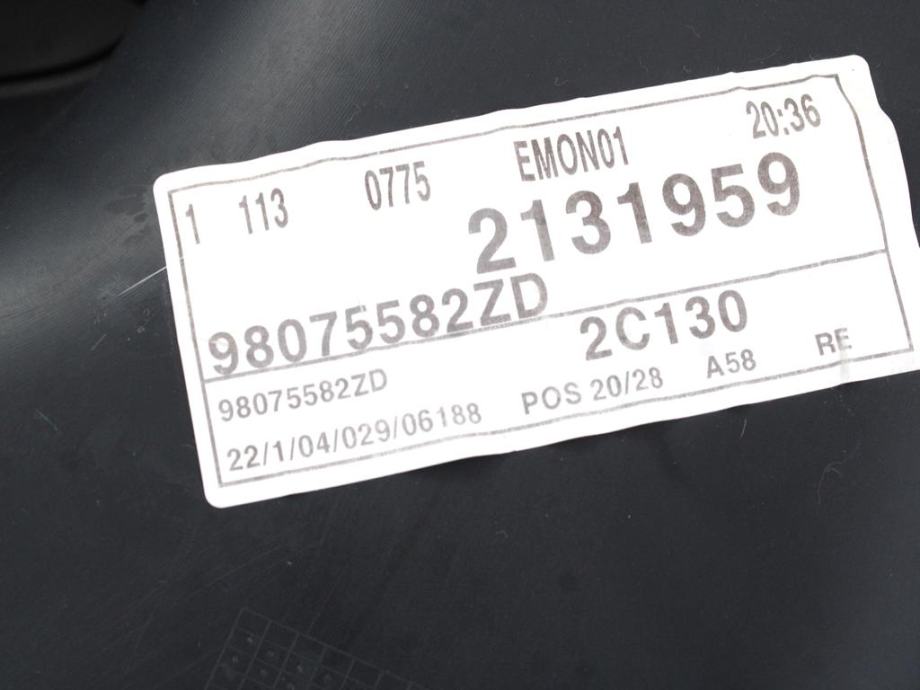 1 113 0775 EMON01 20:36
2131959
98075582ZD
2C130
98075582ZD
POS 20/28 A58 RE
22/1/04/029/06188